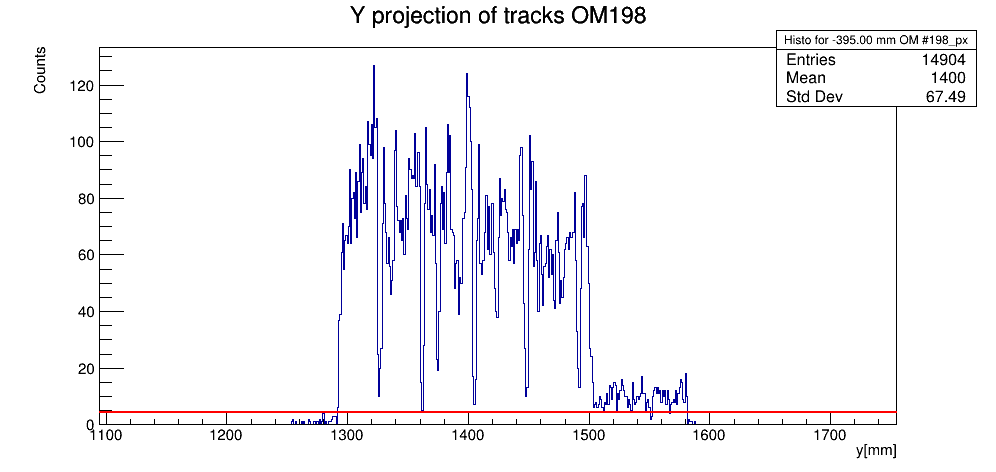 Y projection of tracks OM198
Histo for -395.00 mm OM #198_px
Entries 14904
Mean 1400
Std Dev 67.49
Counts
120
100
80
60
40
20
0
1100 1200 1300 1400 1500 1600 1700
y[mm]